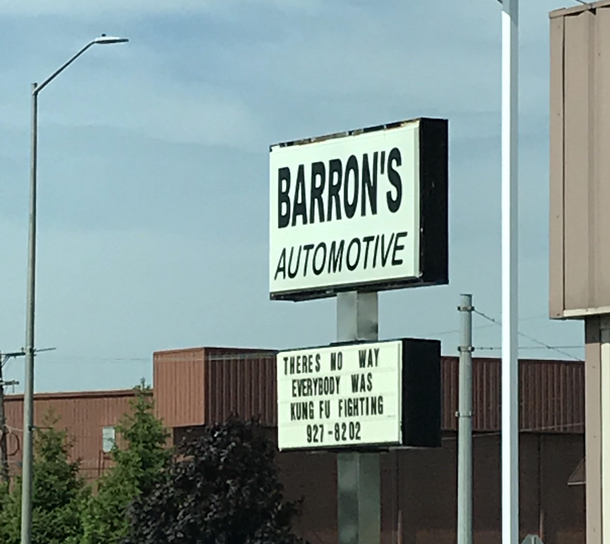 BARRON'S
AUTOMOTIVE
THERES NO WAY
EVERYBODY WAS
KUNG FU FIGHTING
927-8202